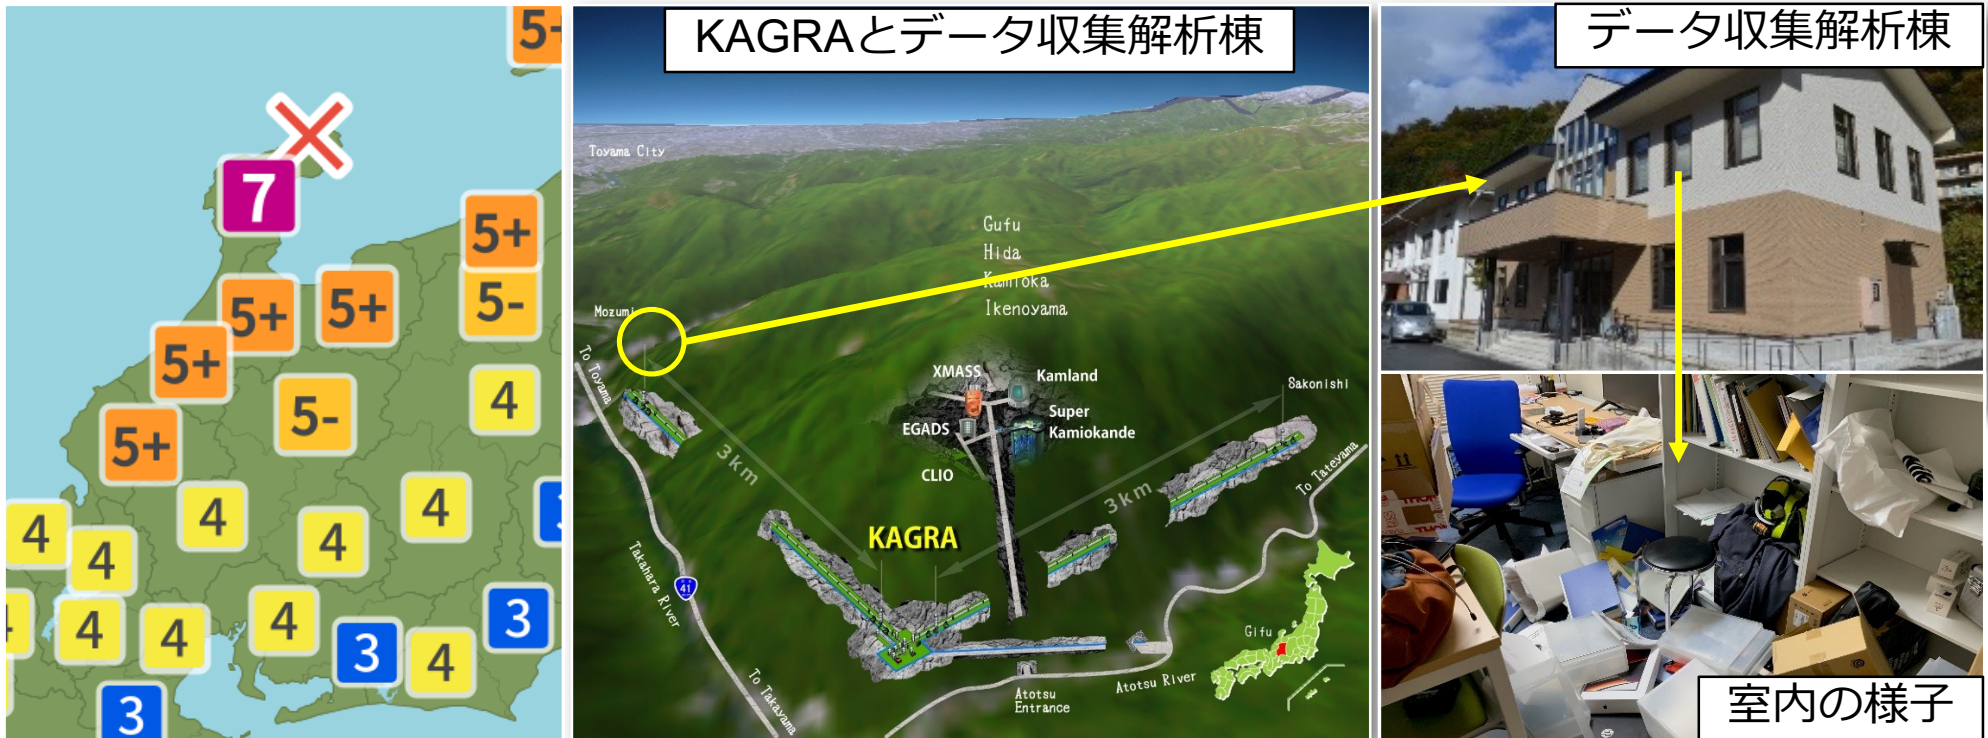 5+
7
5+
5+
5+
5-
5+
5-
4
5+
4
4
4
4
4
4
4
4
3
3
4
3
KAGRAとデータ収集解析棟
Toyama City
Gufu
Hida
Kamioka
Ikenoyama
Mozumi
To Toyama
XMASS
Kamland
Super
Kamiokande
EGADS
CLIO
Sakonishi
3km
3km
To Tateyama
KAGRA
Takahara River
41
To Takayama
Atotsu
Entrance
Atotsu River
Gifu
データ収集解析棟
室内の様子